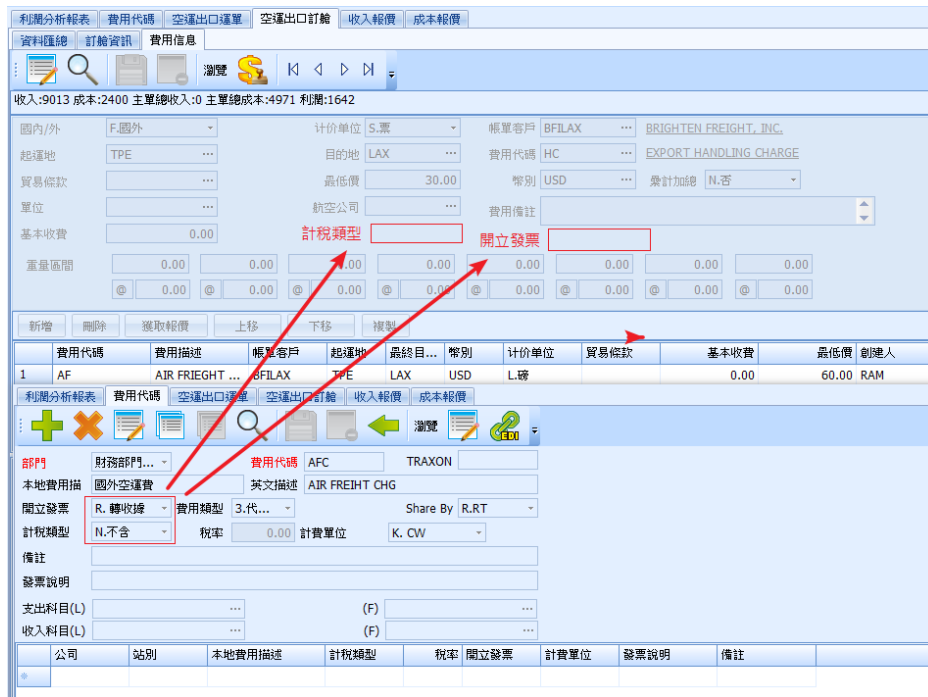 利潤分析報表 費用代碼 空運出口運單 空運出口訂艙 收入報價 成本報價
資料匯總 訂艙資訊 費用信息
瀏覽
收入:9013 成本:2400 主單總收入:0 主單總成本:4971 利潤:1642
國內/外 F.國外 计价单位 S.票 帳單客戶 BFILAX ... BRIGHTEN FREIGHT, INC.
起運地 TPE ... 目的地 LAX ... 費用代碼 HC ... EXPORT HANDLING CHARGE
貿易條款 ... 最低價 30.00 幣別 USD ... 彙計加總 N.否
單位 ... 航空公司 ... 費用備註
基本收費 0.00 計稅類型 開立發票
重量區間 0.00 0.00 0.00 0.00 0.00 0.00 0.00 0.00
@ 0.00 @ 0.00 @ 0.00 @ 0.00 @ 0.00 @ 0.00 @ 0.00 @ 0.00
新增 刪除 獲取報價 上移 下移 複製
費用代碼 費用描述 帳單客戶 起運地 最終目... 幣別 计价单位 貿易條款 基本收費 最低價 創建人
1 AF AIR FRIEGHT ... BFILAX TPE LAX USD L.磅 0.00 60.00 RAM
利潤分析報表 費用代碼 空運出口運單 空運出口訂艙 收入報價 成本報價
瀏覽 EDI
部門 財務部門... 費用代碼 AFC TRAXON
本地費用描 國外空運費 英文描述 AIR FREIHT CHG
開立發票 R. 轉收據 費用類型 3.代... Share By R.RT
計稅類型 N.不含 稅率 0.00 計費單位 K. CW
備註
發票說明
支出科目(L) ... (F) ...
收入科目(L) ... (F) ...
公司 站別 本地費用描述 計稅類型 稅率 開立發票 計費單位 發票說明 備註